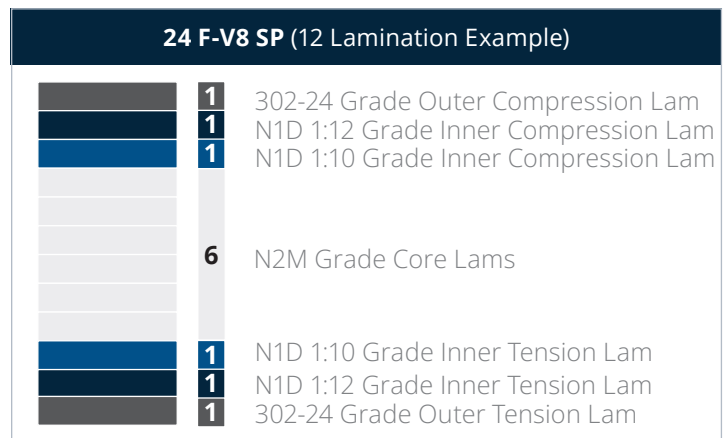 24 F-V8 SP (12 Lamination Example)
1 302-24 Grade Outer Compression Lam
1 N1D 1:12 Grade Inner Compression Lam
1 N1D 1:10 Grade Inner Compression Lam
6 N2M Grade Core Lams
1 N1D 1:10 Grade Inner Tension Lam
1 N1D 1:12 Grade Inner Tension Lam
1 302-24 Grade Outer Tension Lam